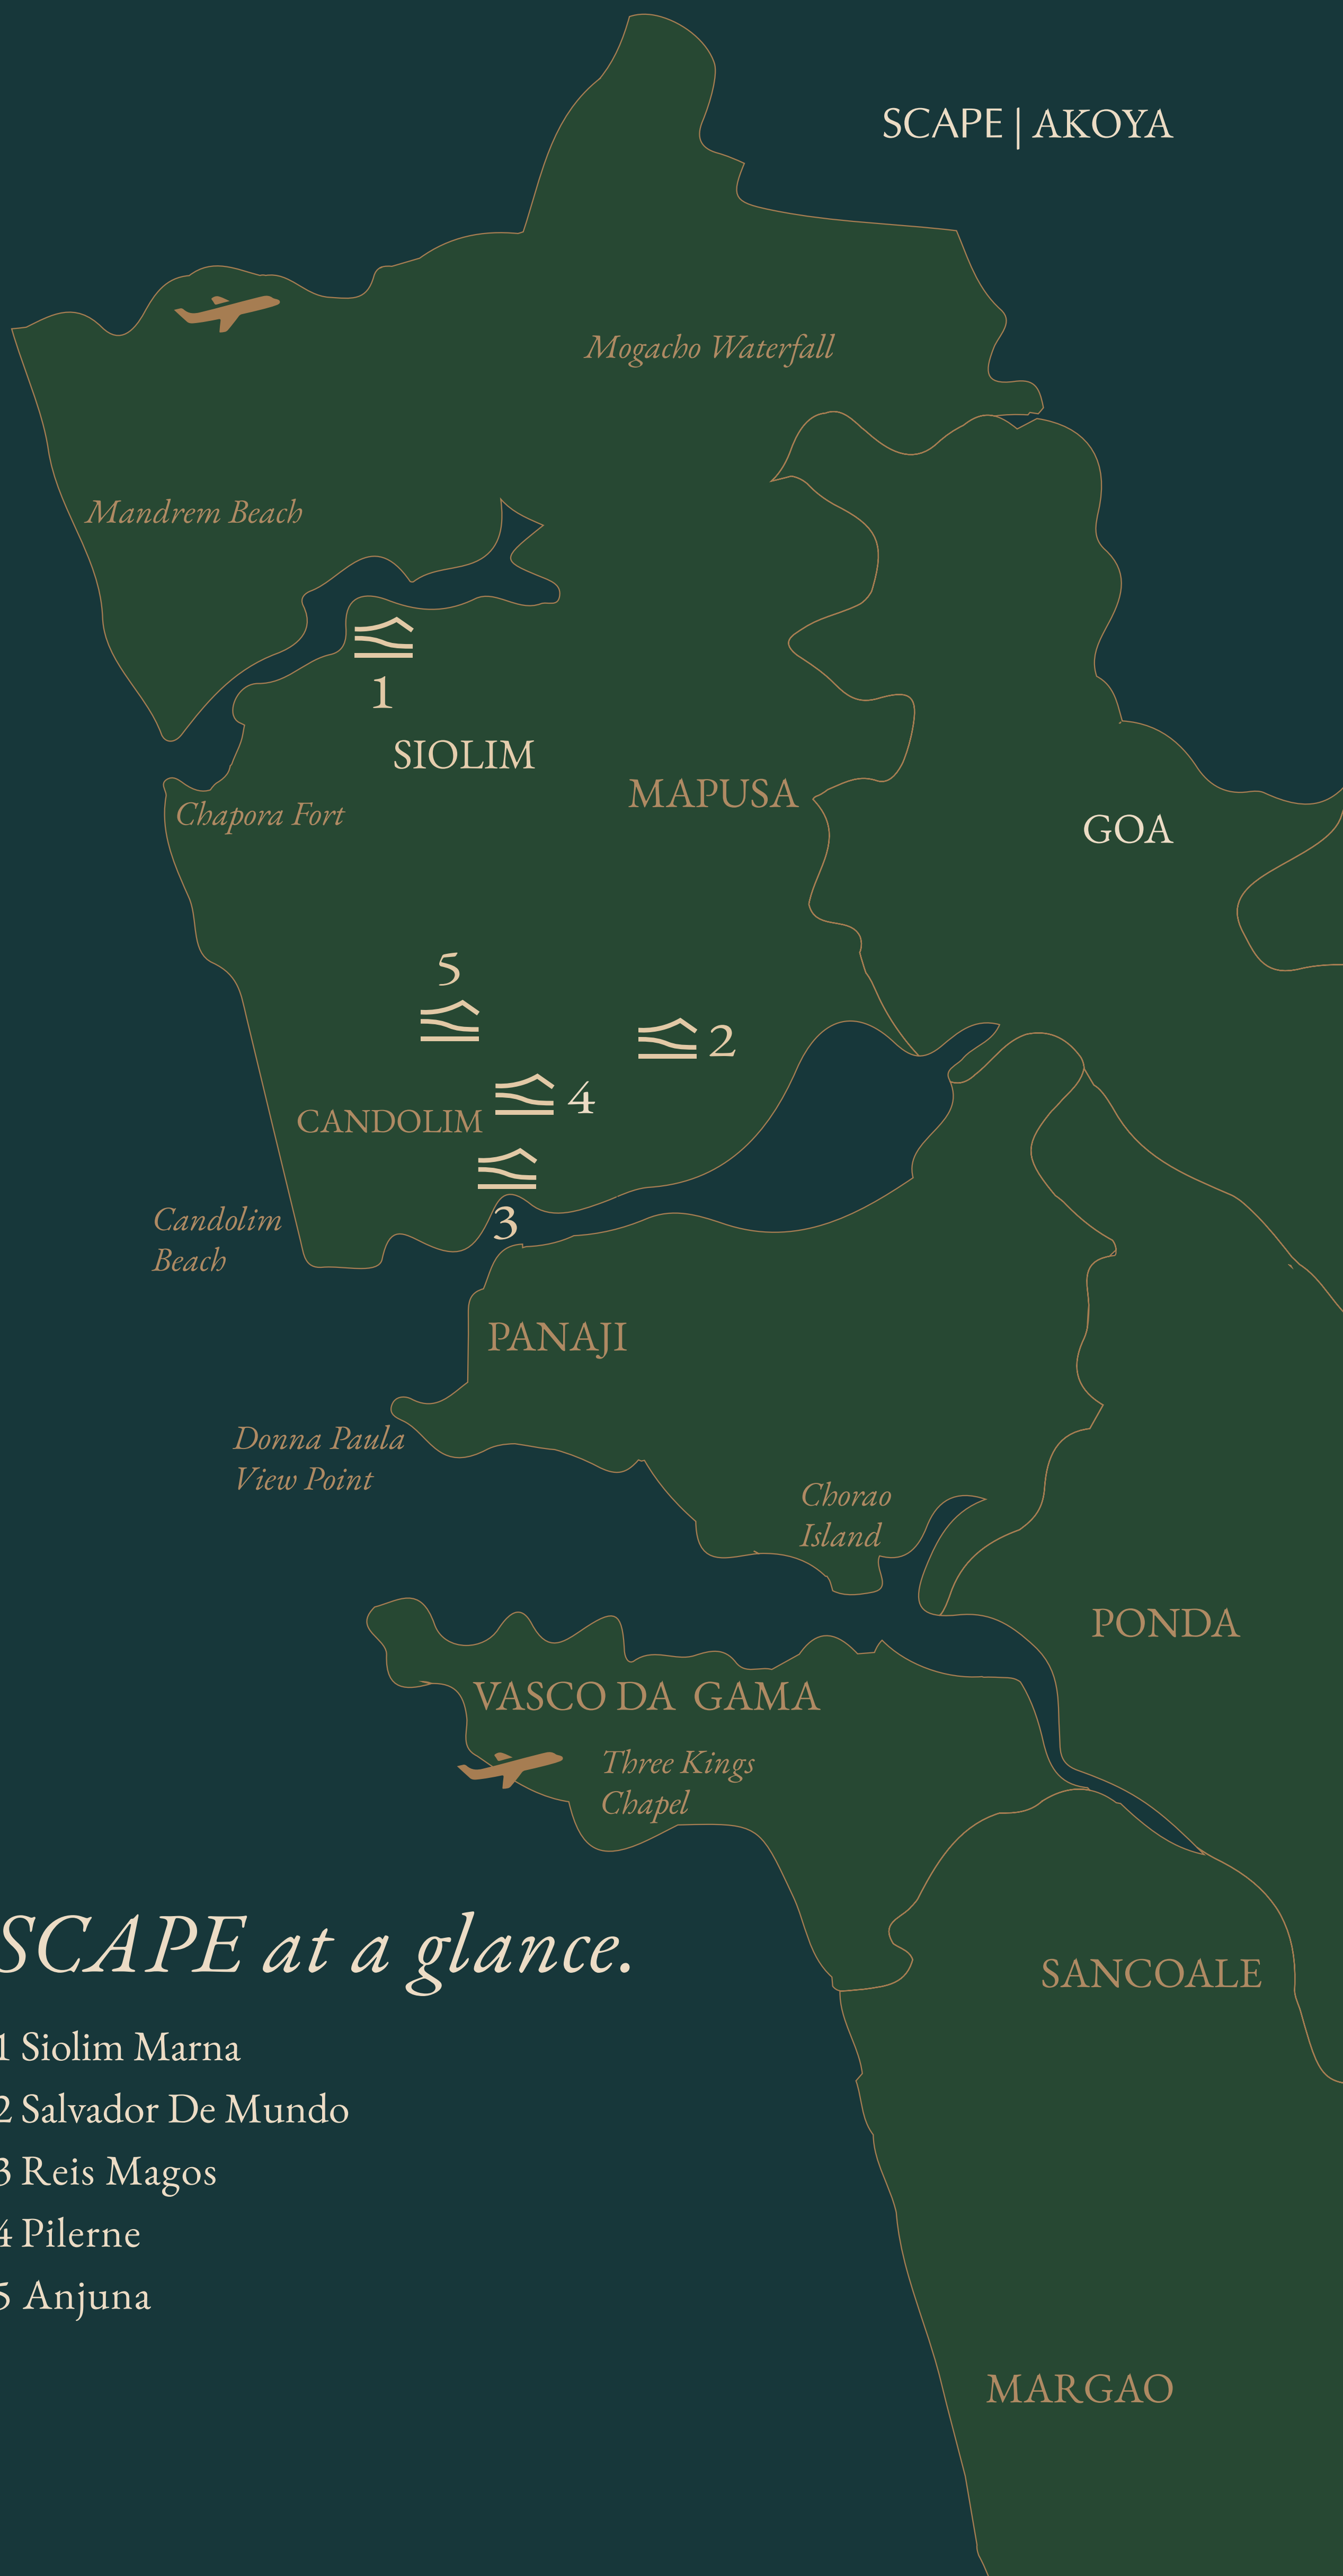 SCAPE | AKOYA
Mogacho Waterfall
Mandrem Beach
1
SIOLIM
MAPUSA
Chapora Fort
GOA
5
2
4
CANDOLIM
3
Candolim
Beach
PANAJI
Donna Paula
View Point
Chorao
Island
PONDA
VASCO DA GAMA
Three Kings
Chapel
SCAPE at a glance.
1 Siolim Marna
2 Salvador De Mundo
3 Reis Magos
4 Pilerne
5 Anjuna
SANCOALE
MARGAO